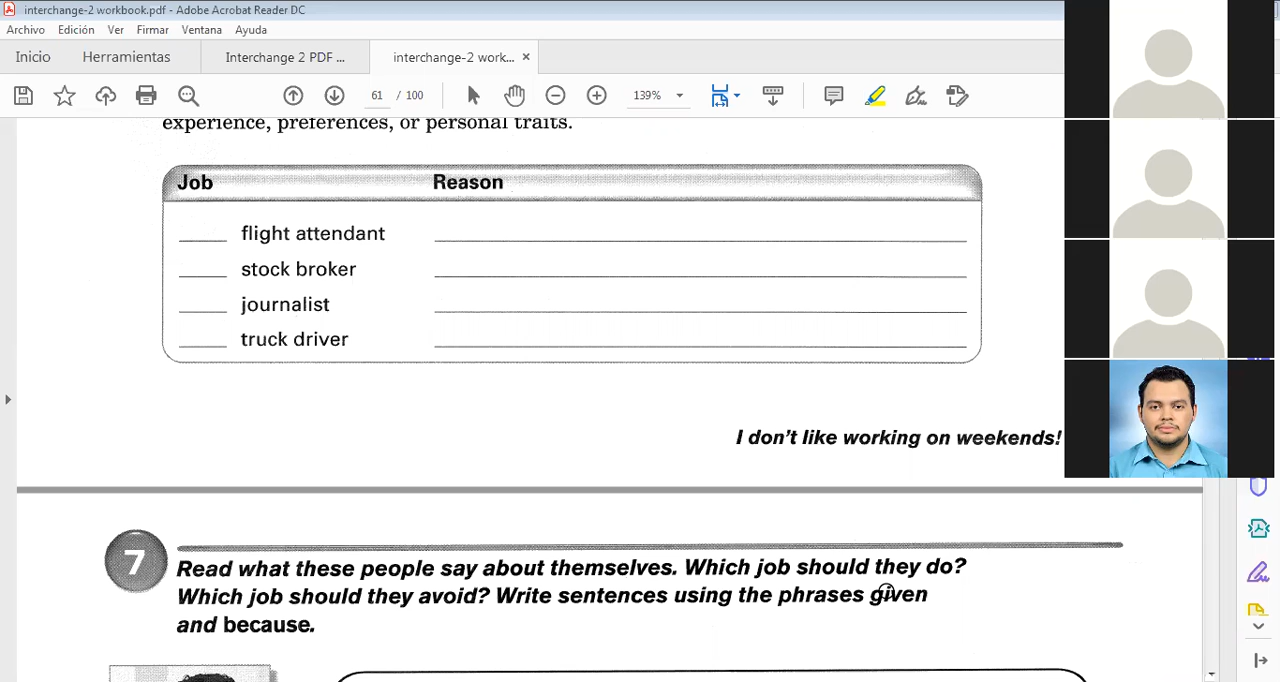 interchange-2 workbook.pdf - Adobe Acrobat Reader DC
Archivo Edición Ver Firmar Ventana Ayuda
Inicio Herramientas Interchange 2 PDF ... interchange-2 work... ×
61 / 100 139%
experience, preferences, or personal traits.
Job Reason
flight attendant
stock broker
journalist
truck driver
I don't like working on weekends!
7
Read what these people say about themselves. Which job should they do?
Which job should they avoid? Write sentences using the phrases given
and because.